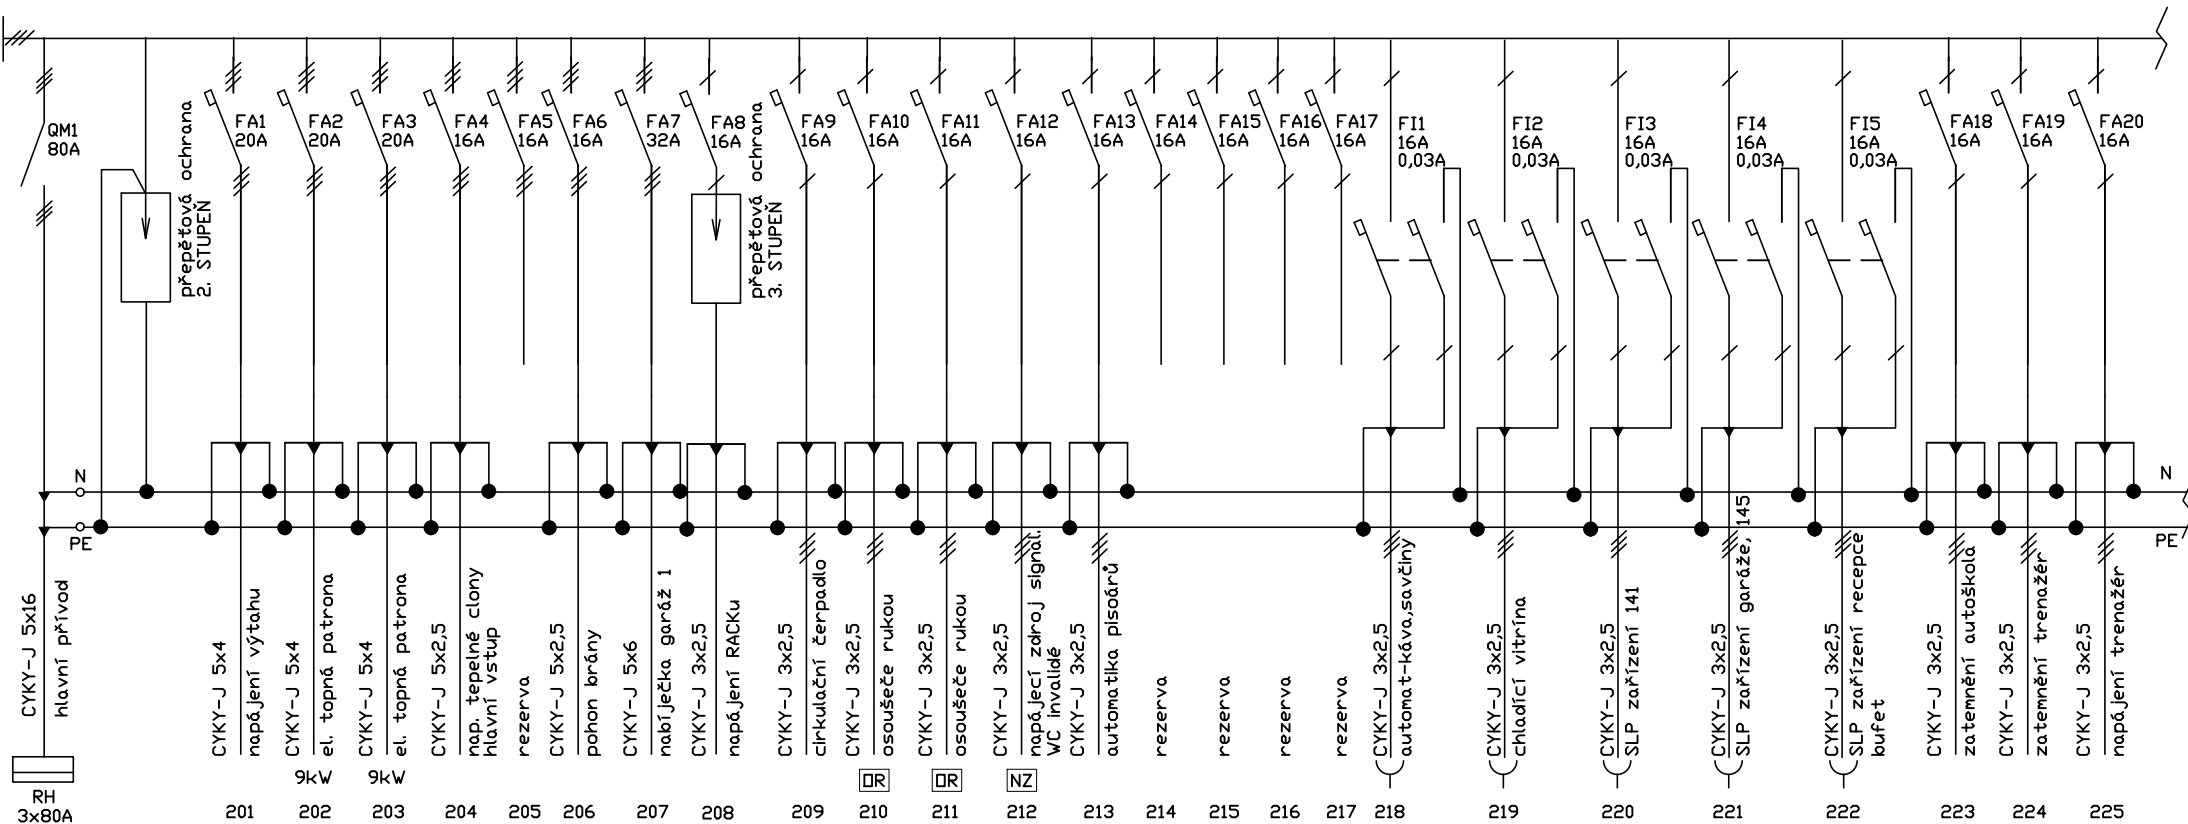 QM1
80A
přepěťová ochrana
2. STUPEŇ
FA1
20A
FA2
20A
FA3
20A
FA4
16A
FA5
16A
FA6
16A
FA7
32A
FA8
16A
přepěťová ochrana
3. STUPEŇ
FA9
16A
FA10
16A
FA11
16A
FA12
16A
FA13
16A
FA14
16A
FA15
16A
FA16
16A
FA17
16A
FI1
16A
0,03A
FI2
16A
0,03A
FI3
16A
0,03A
FI4
16A
0,03A
FI5
16A
0,03A
FA18
16A
FA19
16A
FA20
16A
N
PE
N
PE
CYKY-J 5x16
hlavní přívod
RH
3x80A
CYKY-J 5x4
napájení výtahu
201
CYKY-J 5x4
el. topná patrona
9kW
202
CYKY-J 5x4
el. topná patrona
9kW
203
CYKY-J 5x2,5
nap. tepelné clony
hlavní vstup
204
rezerva
205
CYKY-J 5x2,5
pohon brány
206
CYKY-J 5x6
nabíječka garáž 1
207
CYKY-J 3x2,5
napájení RACKu
208
CYKY-J 3x2,5
cirkulační čerpadlo
209
CYKY-J 3x2,5
osoušeče rukou
OR
210
CYKY-J 3x2,5
osoušeče rukou
OR
211
CYKY-J 3x2,5
napájecí zdroj signal.
WC invalidé
NZ
212
CYKY-J 3x2,5
automatika pisoárů
213
rezerva
214
rezerva
215
rezerva
216
rezerva
217
CYKY-J 3x2,5
automat-káva,savčiny
218
CYKY-J 3x2,5
chladící vitrína
219
CYKY-J 3x2,5
SLP zařízení 141
220
CYKY-J 3x2,5
SLP zařízení garáže, 145
221
CYKY-J 3x2,5
SLP zařízení recepce
bufet
222
CYKY-J 3x2,5
zatemnění autoškola
223
CYKY-J 3x2,5
zatemnění trenažér
224
CYKY-J 3x2,5
napájení trenažér
225